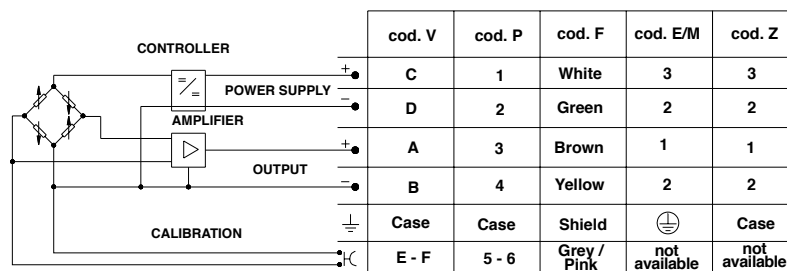 cod. V cod. P cod. F cod. E/M cod. Z
CONTROLLER
=/=
+ C 1 White 3 3
POWER SUPPLY
− D 2 Green 2 2
AMPLIFIER
+ A 3 Brown 1 1
OUTPUT
− B 4 Yellow 2 2
Case Case Shield Case
CALIBRATION
E - F 5 - 6 Grey / Pink not available not available